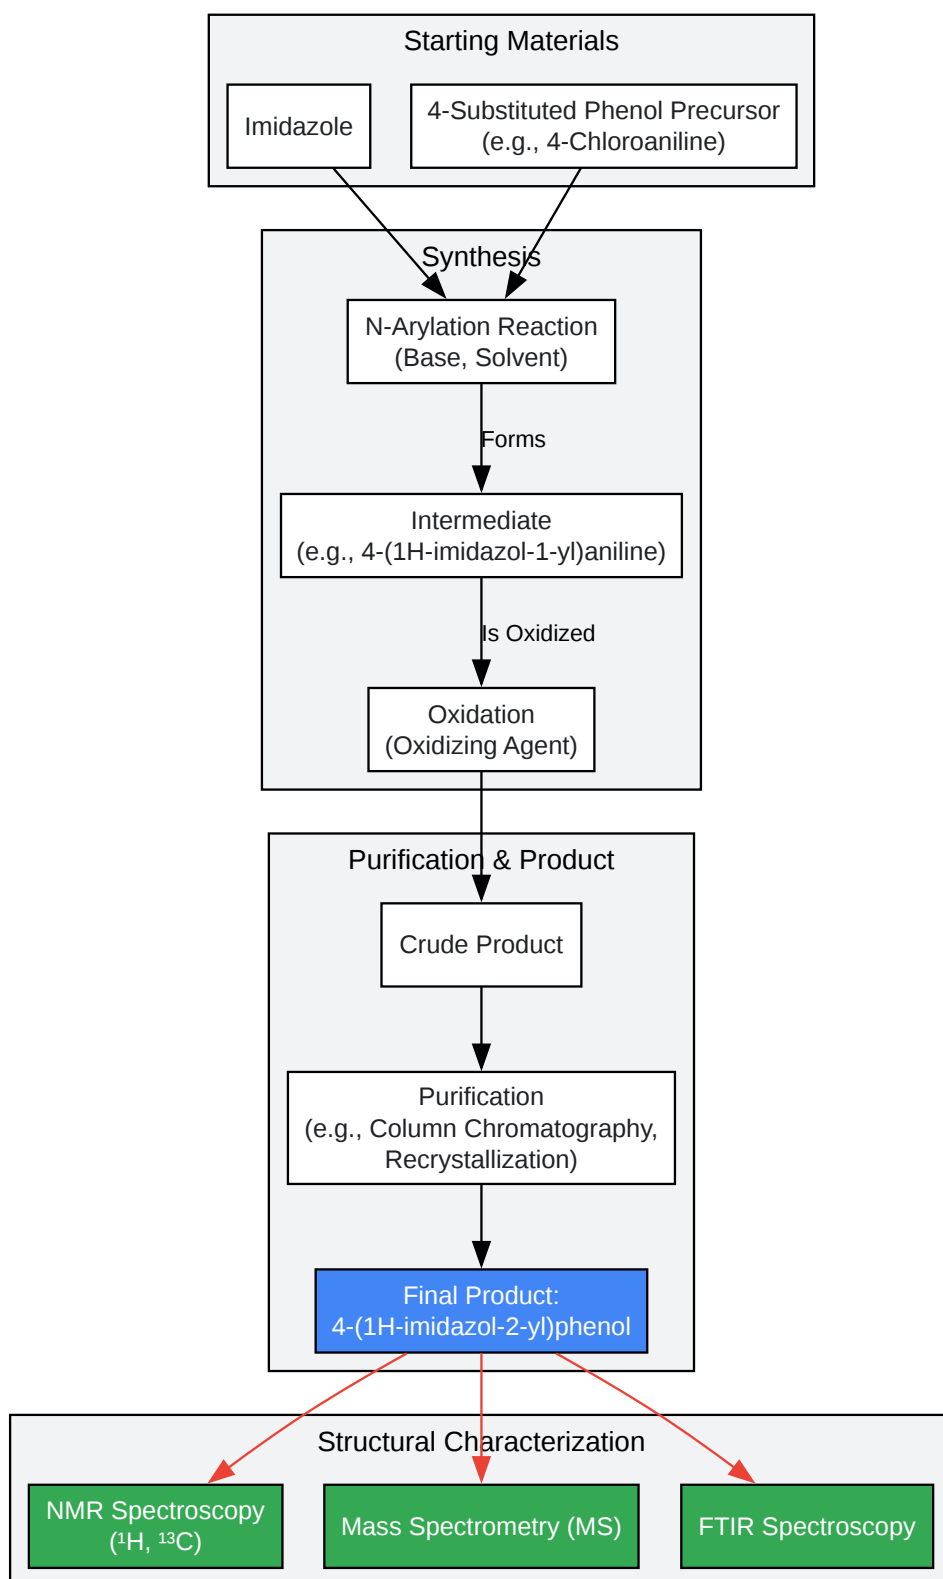 Starting Materials
Imidazole
4-Substituted Phenol Precursor
(e.g., 4-Chloroaniline)
Synthesis
N-Arylation Reaction
(Base, Solvent)
Forms
Intermediate
(e.g., 4-(1H-imidazol-1-yl)aniline)
Is Oxidized
Oxidation
(Oxidizing Agent)
Purification & Product
Crude Product
Purification
(e.g., Column Chromatography,
Recrystallization)
Final Product:
4-(1H-imidazol-2-yl)phenol
Structural Characterization
NMR Spectroscopy
(¹H, ¹³C)
Mass Spectrometry (MS)
FTIR Spectroscopy